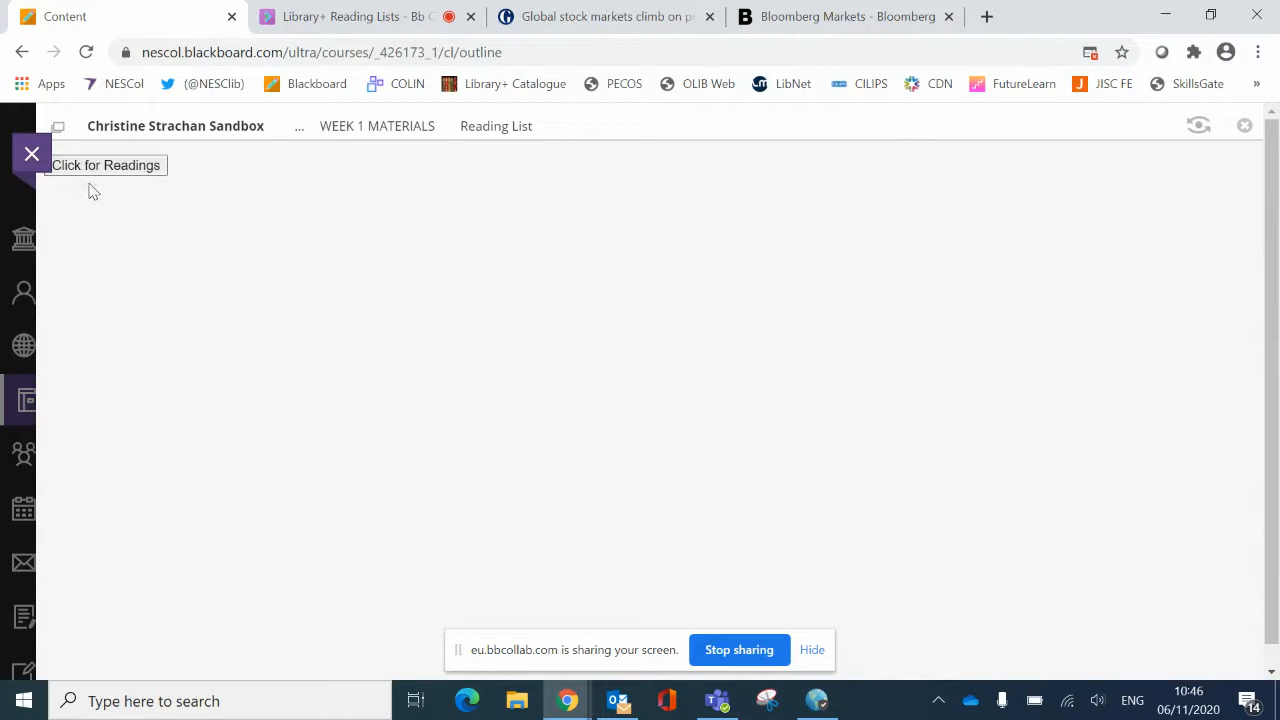 Content
Library+ Reading Lists - Bb C
Global stock markets climb on p
Bloomberg Markets - Bloomberg
nescol.blackboard.com/ultra/courses/_426173_1/cl/outline
Apps
NESCol
(@NESClib)
Blackboard
COLIN
Library+ Catalogue
PECOS
OLIB Web
LibNet
CILIPS
CDN
FutureLearn
JISC FE
SkillsGate
»
Christine Strachan Sandbox ... WEEK 1 MATERIALS Reading List
Click for Readings
eu.bbcollab.com is sharing your screen. Stop sharing Hide
Type here to search
ENG
10:46
06/11/2020
14